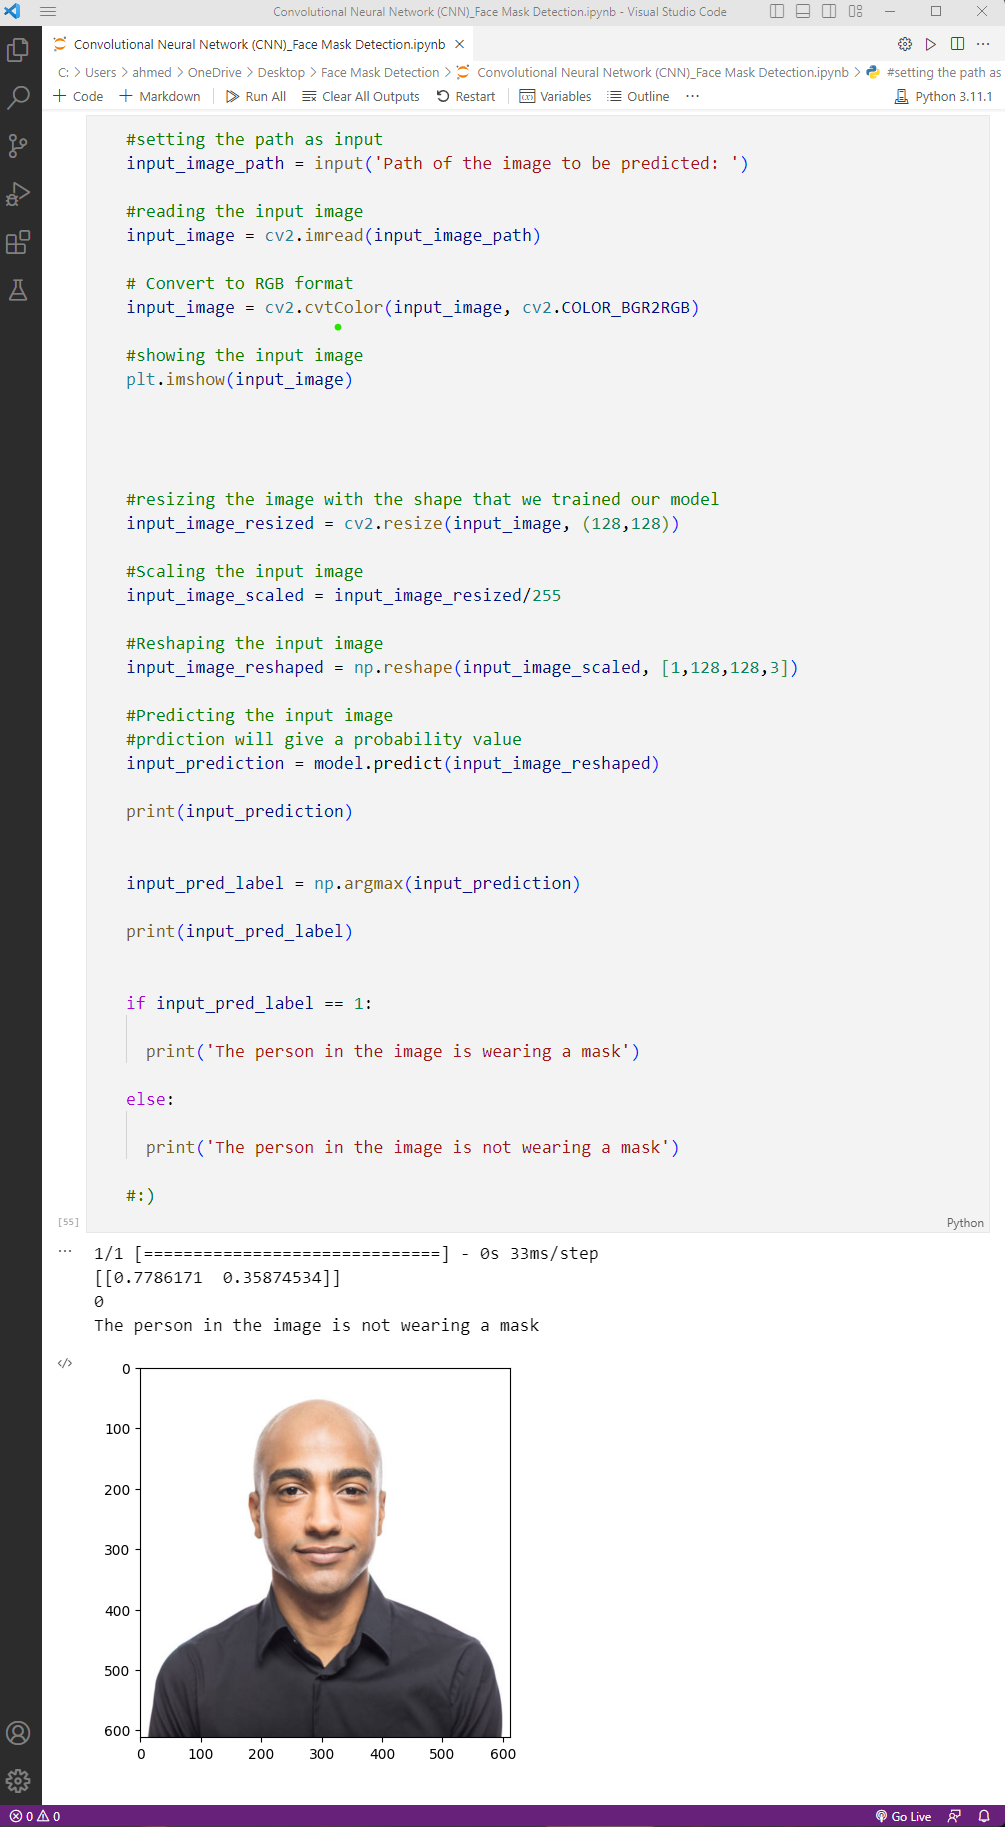 Convolutional Neural Network (CNN)_Face Mask Detection.ipynb - Visual Studio Code
Convolutional Neural Network (CNN)_Face Mask Detection.ipynb
C: > Users > ahmed > OneDrive > Desktop > Face Mask Detection > Convolutional Neural Network (CNN)_Face Mask Detection.ipynb > #setting the path as
+ Code + Markdown Run All Clear All Outputs Restart Variables Outline ... Python 3.11.1
#setting the path as input
input_image_path = input('Path of the image to be predicted: ')
#reading the input image
input_image = cv2.imread(input_image_path)
# Convert to RGB format
input_image = cv2.cvtColor(input_image, cv2.COLOR_BGR2RGB)
#showing the input image
plt.imshow(input_image)
#resizing the image with the shape that we trained our model
input_image_resized = cv2.resize(input_image, (128,128))
#Scaling the input image
input_image_scaled = input_image_resized/255
#Reshaping the input image
input_image_reshaped = np.reshape(input_image_scaled, [1,128,128,3])
#Predicting the input image
#prdiction will give a probability value
input_prediction = model.predict(input_image_reshaped)
print(input_prediction)
input_pred_label = np.argmax(input_prediction)
print(input_pred_label)
if input_pred_label == 1:
print('The person in the image is wearing a mask')
else:
print('The person in the image is not wearing a mask')
#:)
[55]
Python
1/1 [==============================] - 0s 33ms/step
[[0.7786171  0.35874534]]
0
The person in the image is not wearing a mask
0
100
200
300
400
500
600
0 100 200 300 400 500 600
0 0 Go Live